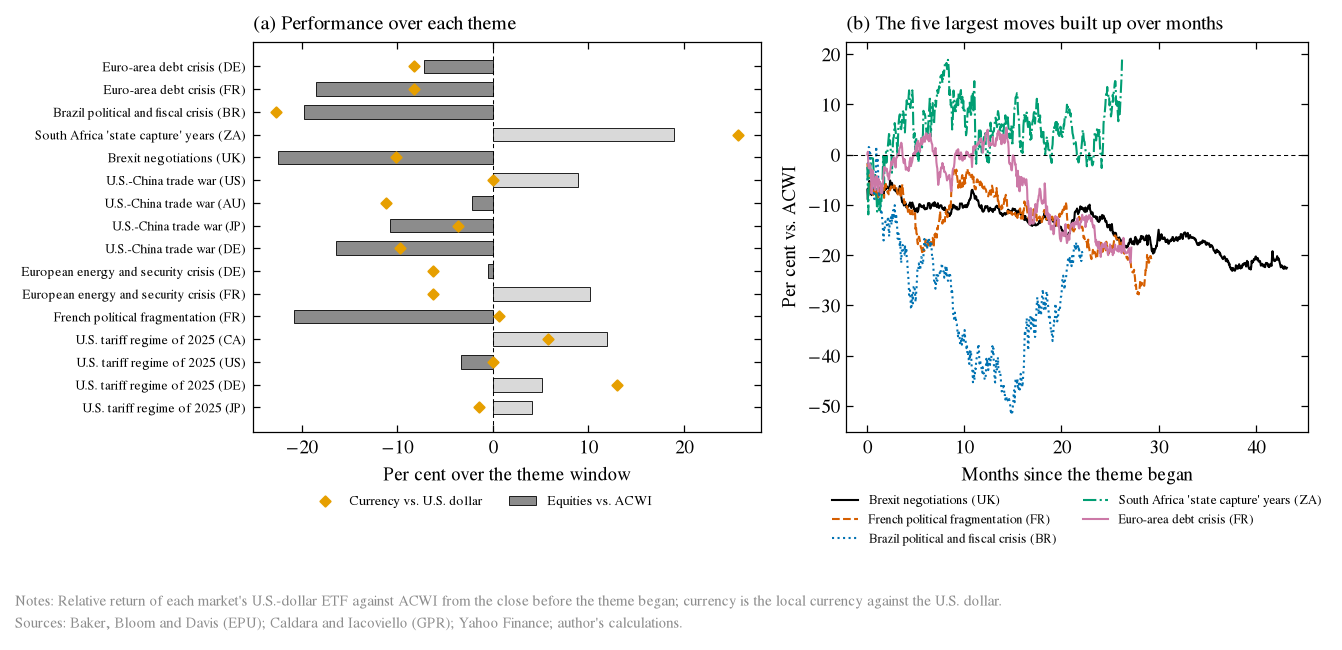 (a) Performance over each theme
Euro-area debt crisis (DE)
Euro-area debt crisis (FR)
Brazil political and fiscal crisis (BR)
South Africa 'state capture' years (ZA)
Brexit negotiations (UK)
U.S.-China trade war (US)
U.S.-China trade war (AU)
U.S.-China trade war (JP)
U.S.-China trade war (DE)
European energy and security crisis (DE)
European energy and security crisis (FR)
French political fragmentation (FR)
U.S. tariff regime of 2025 (CA)
U.S. tariff regime of 2025 (US)
U.S. tariff regime of 2025 (DE)
U.S. tariff regime of 2025 (JP)
−20 −10 0 10 20
Per cent over the theme window
Currency vs. U.S. dollar Equities vs. ACWI
(b) The five largest moves built up over months
20
10
0
−10
−20
−30
−40
−50
Per cent vs. ACWI
0 10 20 30 40
Months since the theme began
Brexit negotiations (UK) South Africa 'state capture' years (ZA)
French political fragmentation (FR) Euro-area debt crisis (FR)
Brazil political and fiscal crisis (BR)
Notes: Relative return of each market's U.S.-dollar ETF against ACWI from the close before the theme began; currency is the local currency against the U.S. dollar.
Sources: Baker, Bloom and Davis (EPU); Caldara and Iacoviello (GPR); Yahoo Finance; author's calculations.